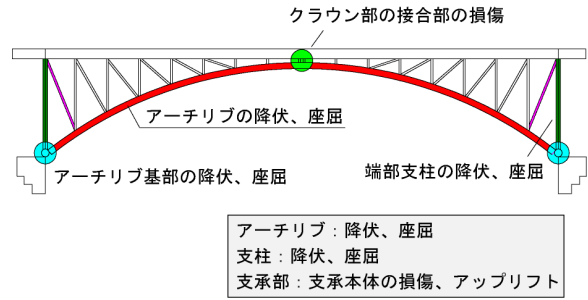 クラウン部の接合部の損傷
アーチリブの降伏、座屈
アーチリブ基部の降伏、座屈
端部支柱の降伏、座屈
アーチリブ：降伏、座屈
支柱：降伏、座屈
支承部：支承本体の損傷、アップリフト